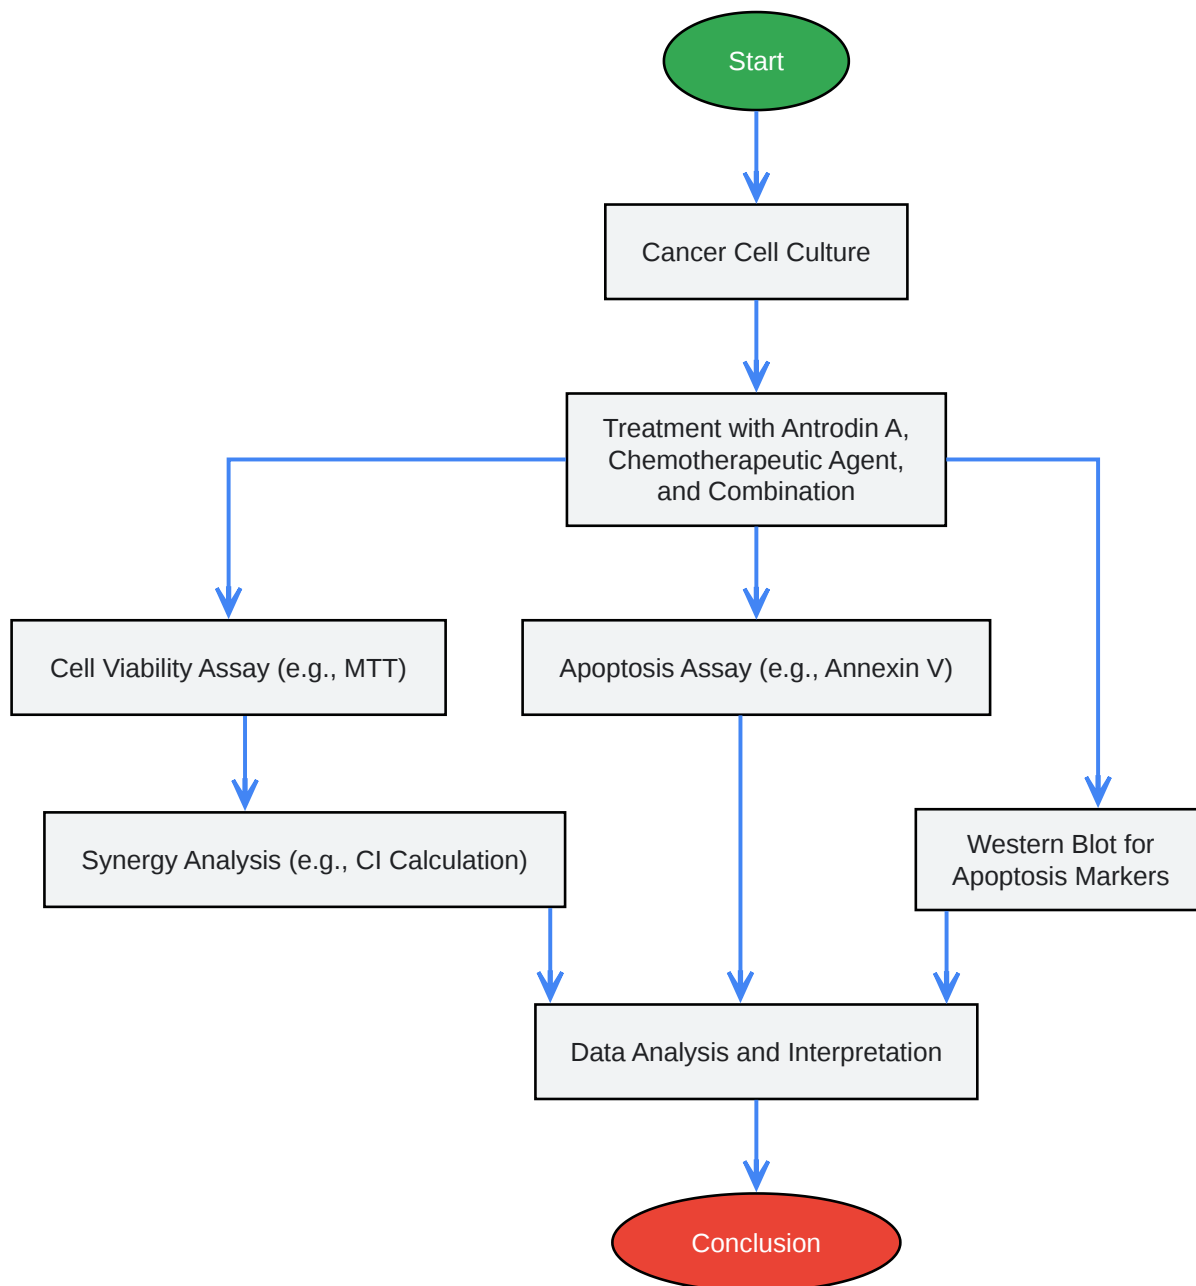 Start
Cancer Cell Culture
Treatment with Antrodin A,
Chemotherapeutic Agent,
and Combination
Cell Viability Assay (e.g., MTT)
Apoptosis Assay (e.g., Annexin V)
Synergy Analysis (e.g., CI Calculation)
Western Blot for
Apoptosis Markers
Data Analysis and Interpretation
Conclusion